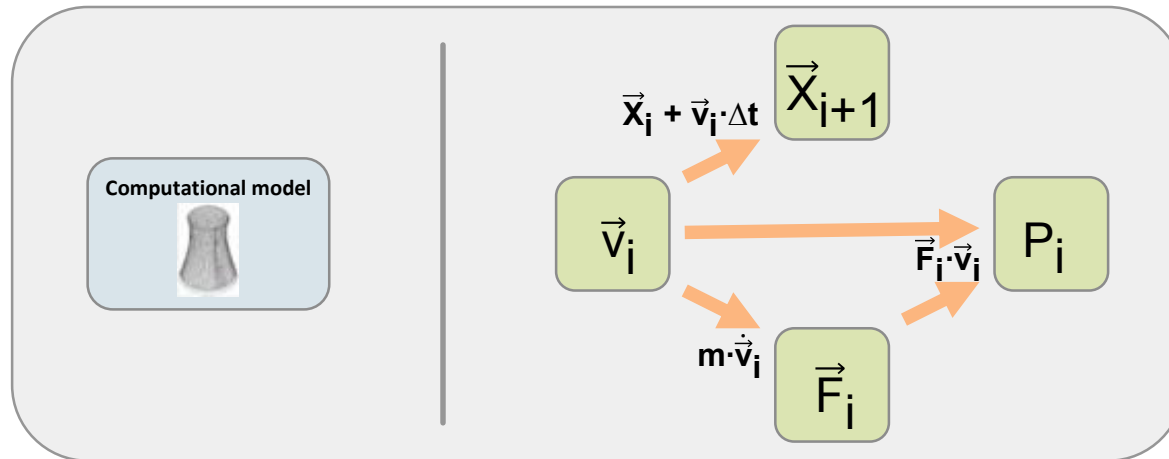 Computational model
X⃗ᵢ₊₁
X⃗ᵢ + v⃗ᵢ·Δt
v⃗ᵢ
Pᵢ
F⃗ᵢ·v⃗ᵢ
m·v⃗̇ᵢ
F⃗ᵢ